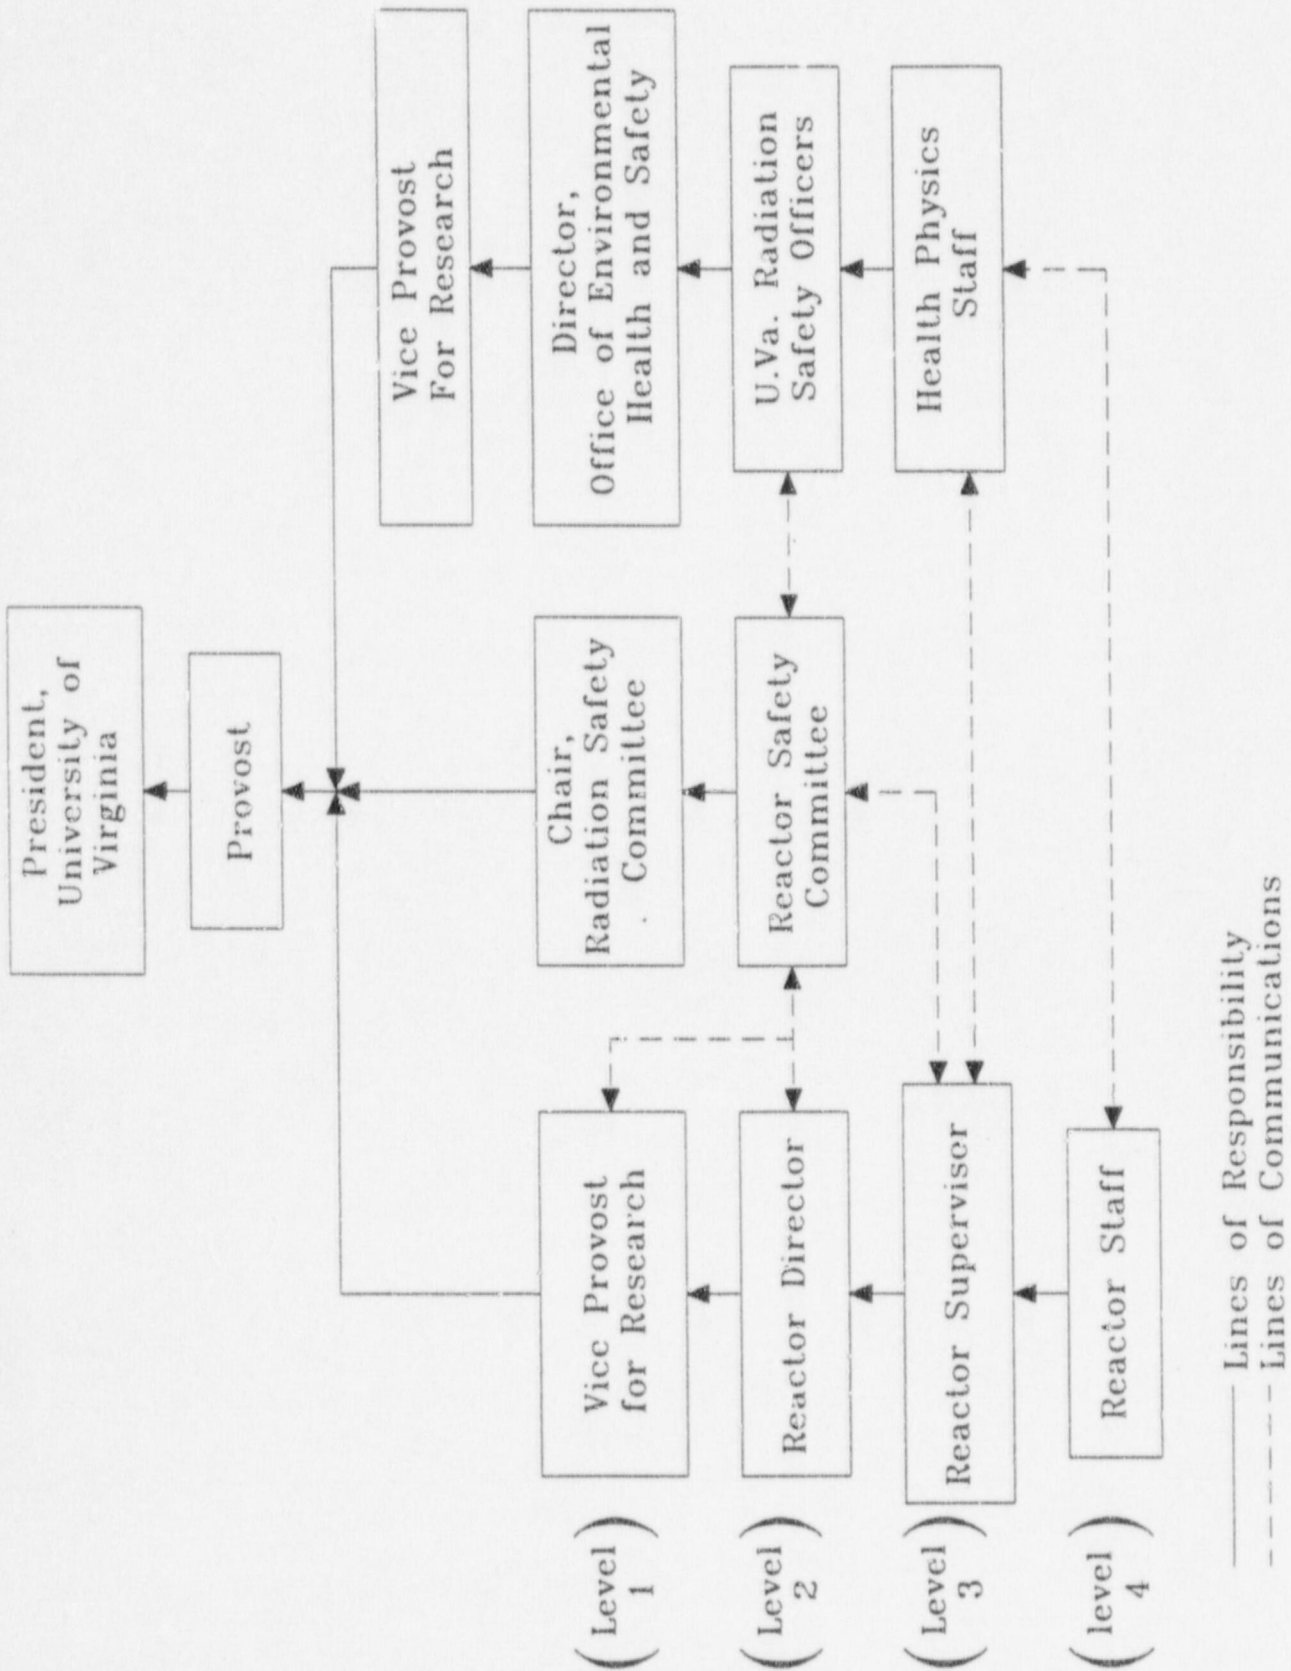 President,
University of
Virginia
Provost
Vice Provost
For Research
Director,
Office of Environmental
Health and Safety
Chair,
Radiation Safety
. Committee
(Level
1)
Vice Provost
for Research
(Level
2)
Reactor Director
Reactor Safety
Committee
U.Va. Radiation
Safety Officers
(Level
3)
Reactor Supervisor
Health Physics
Staff
(level
4)
Reactor Staff
Lines of Responsibility
Lines of Communications